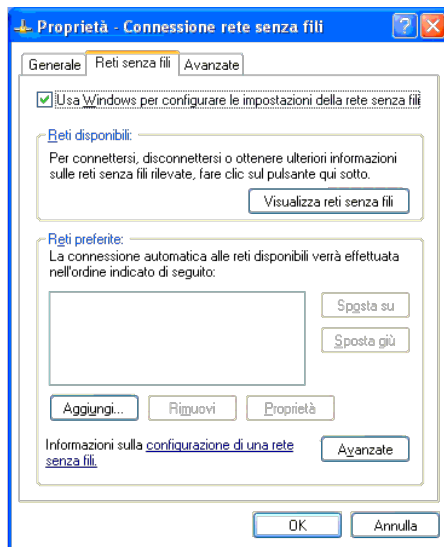 Proprietà - Connessione rete senza fili
Generale Reti senza fili Avanzate
Usa Windows per configurare le impostazioni della rete senza fili
Reti disponibili:
Per connettersi, disconnettersi o ottenere ulteriori informazioni
sulle reti senza fili rilevate, fare clic sul pulsante qui sotto.
Visualizza reti senza fili
Reti preferite:
La connessione automatica alle reti disponibili verrà effettuata
nell'ordine indicato di seguito:
Sposta su
Sposta giù
Aggiungi... Rimuovi Proprietà
Informazioni sulla configurazione di una rete
senza fili.
Avanzate
OK Annulla